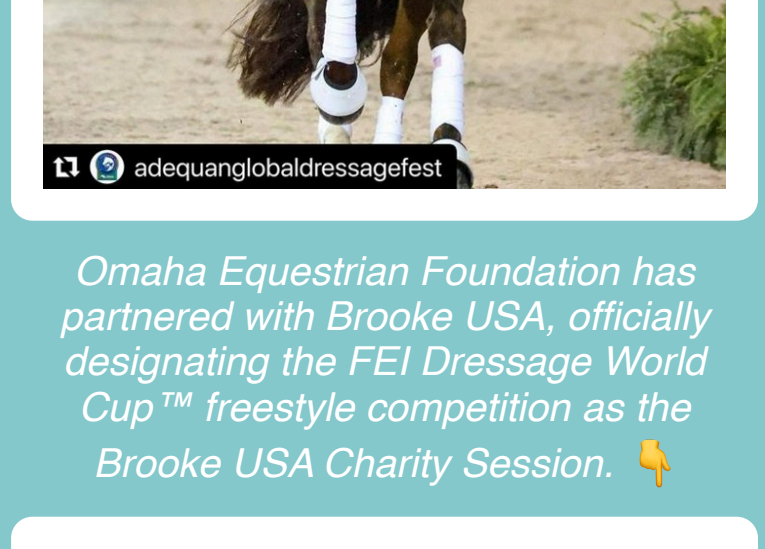 adequanglobaldressagefest
Omaha Equestrian Foundation has
partnered with Brooke USA, officially
designating the FEI Dressage World
Cup™ freestyle competition as the
Brooke USA Charity Session. 👇